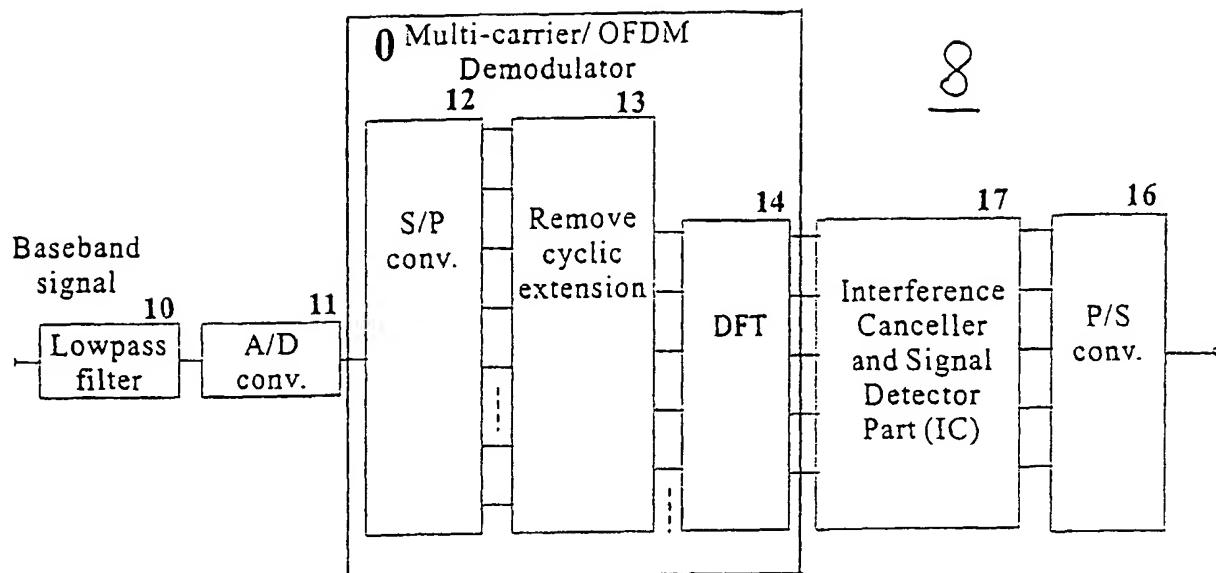 0 Multi-carrier/ OFDM
Demodulator
8
12
13
14
17
16
S/P
conv.
Remove
cyclic
extension
DFT
Interference
Canceller
and Signal
Detector
Part (IC)
P/S
conv.
Baseband
signal
10
11
Lowpass
filter
A/D
conv.